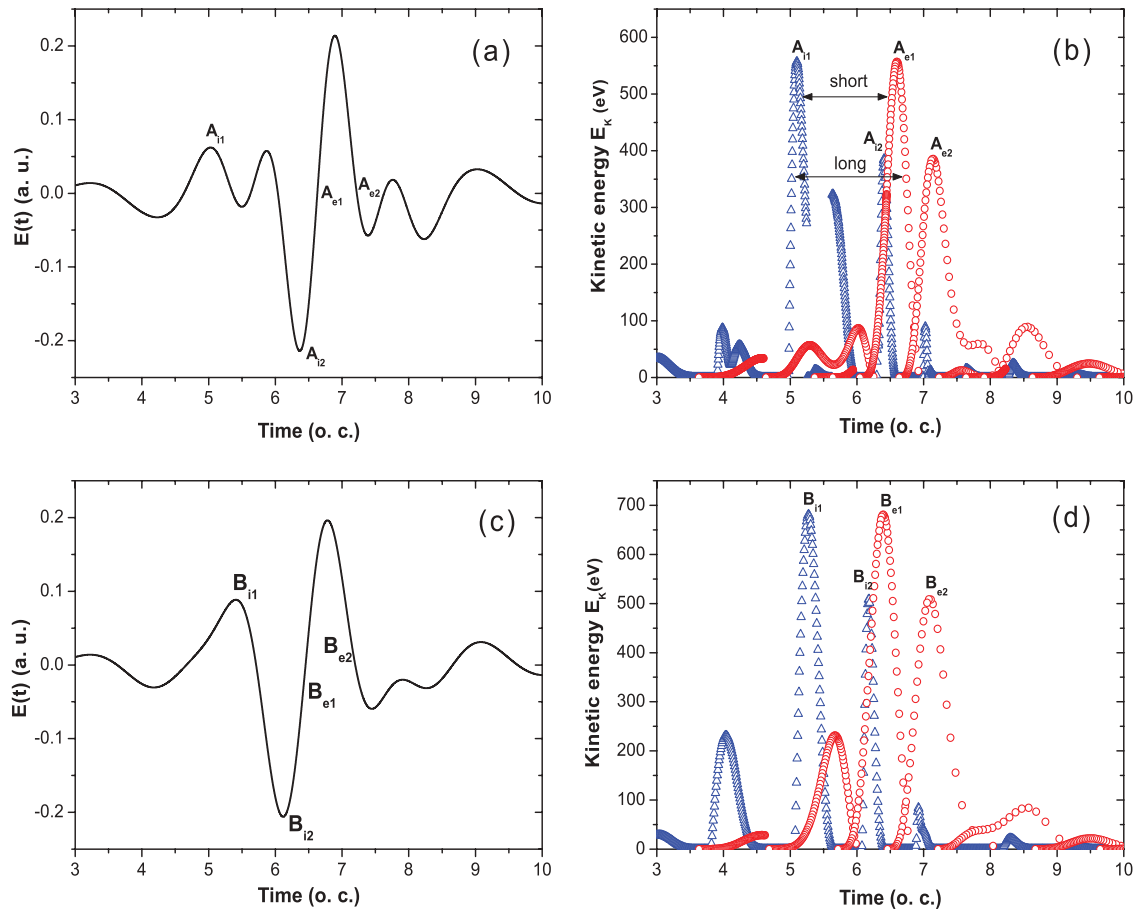 (a)
E(t) (a. u.)
0.2
0.1
0.0
-0.1
-0.2
A_i1
A_e1
A_e2
A_i2
3 4 5 6 7 8 9 10
Time (o. c.)
(b)
Kinetic energy E_K (eV)
600
500
400
300
200
100
0
A_i1
A_e1
short
A_i2
A_e2
long
3 4 5 6 7 8 9 10
Time (o. c.)
(c)
E(t) (a. u.)
0.2
0.1
0.0
-0.1
-0.2
B_i1
B_e2
B_e1
B_i2
3 4 5 6 7 8 9 10
Time (o. c.)
(d)
Kinetic energy E_K(eV)
700
600
500
400
300
200
100
0
B_i1
B_e1
B_i2
B_e2
3 4 5 6 7 8 9 10
Time (o. c.)